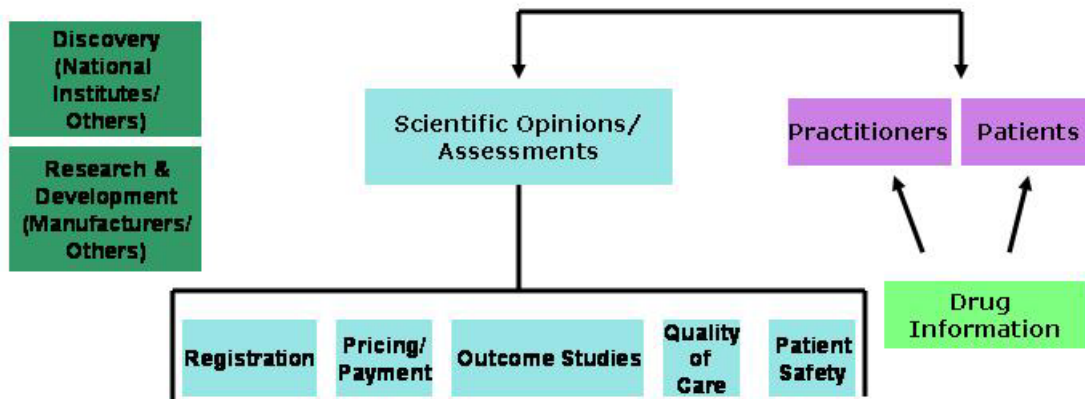 Discovery
(National
Institutes/
Others)
Research &
Development
(Manufacturers/
Others)
Scientific Opinions/
Assessments
Practitioners
Patients
Drug
Information
Registration
Pricing/
Payment
Outcome Studies
Quality
of
Care
Patient
Safety